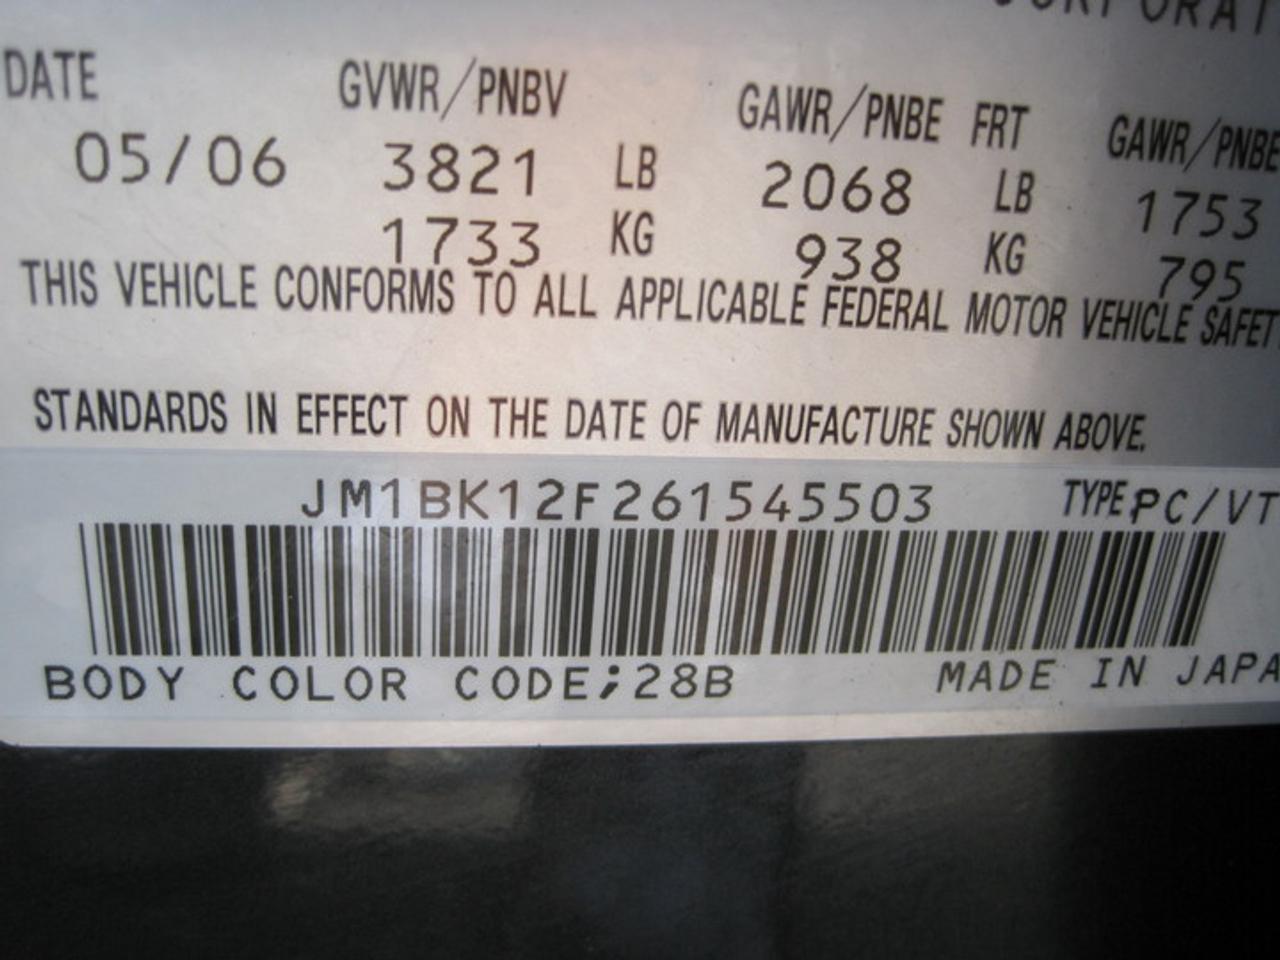 DATE GVWR/PNBV GAWR/PNBE FRT GAWR/PNBE
05/06 3821 LB 2068 LB 1753
1733 KG 938 KG 795
THIS VEHICLE CONFORMS TO ALL APPLICABLE FEDERAL MOTOR VEHICLE SAFET
STANDARDS IN EFFECT ON THE DATE OF MANUFACTURE SHOWN ABOVE.
JM1BK12F261545503 TYPE PC/VT
BODY COLOR CODE;28B MADE IN JAPA